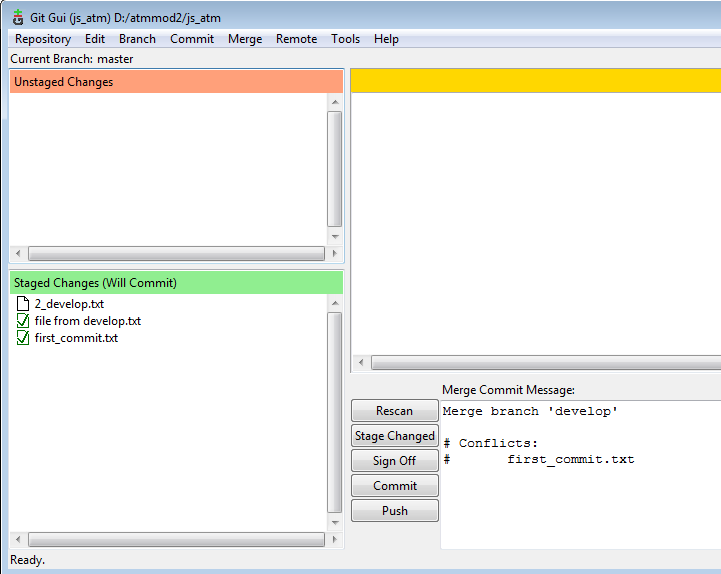 Git Gui (js_atm) D:/atmmod2/js_atm
Repository Edit Branch Commit Merge Remote Tools Help
Current Branch: master
Unstaged Changes
Staged Changes (Will Commit)
2_develop.txt
file from develop.txt
first_commit.txt
Merge Commit Message:
Rescan
Stage Changed
Sign Off
Commit
Push
Merge branch 'develop'
# Conflicts:
# first_commit.txt
Ready.